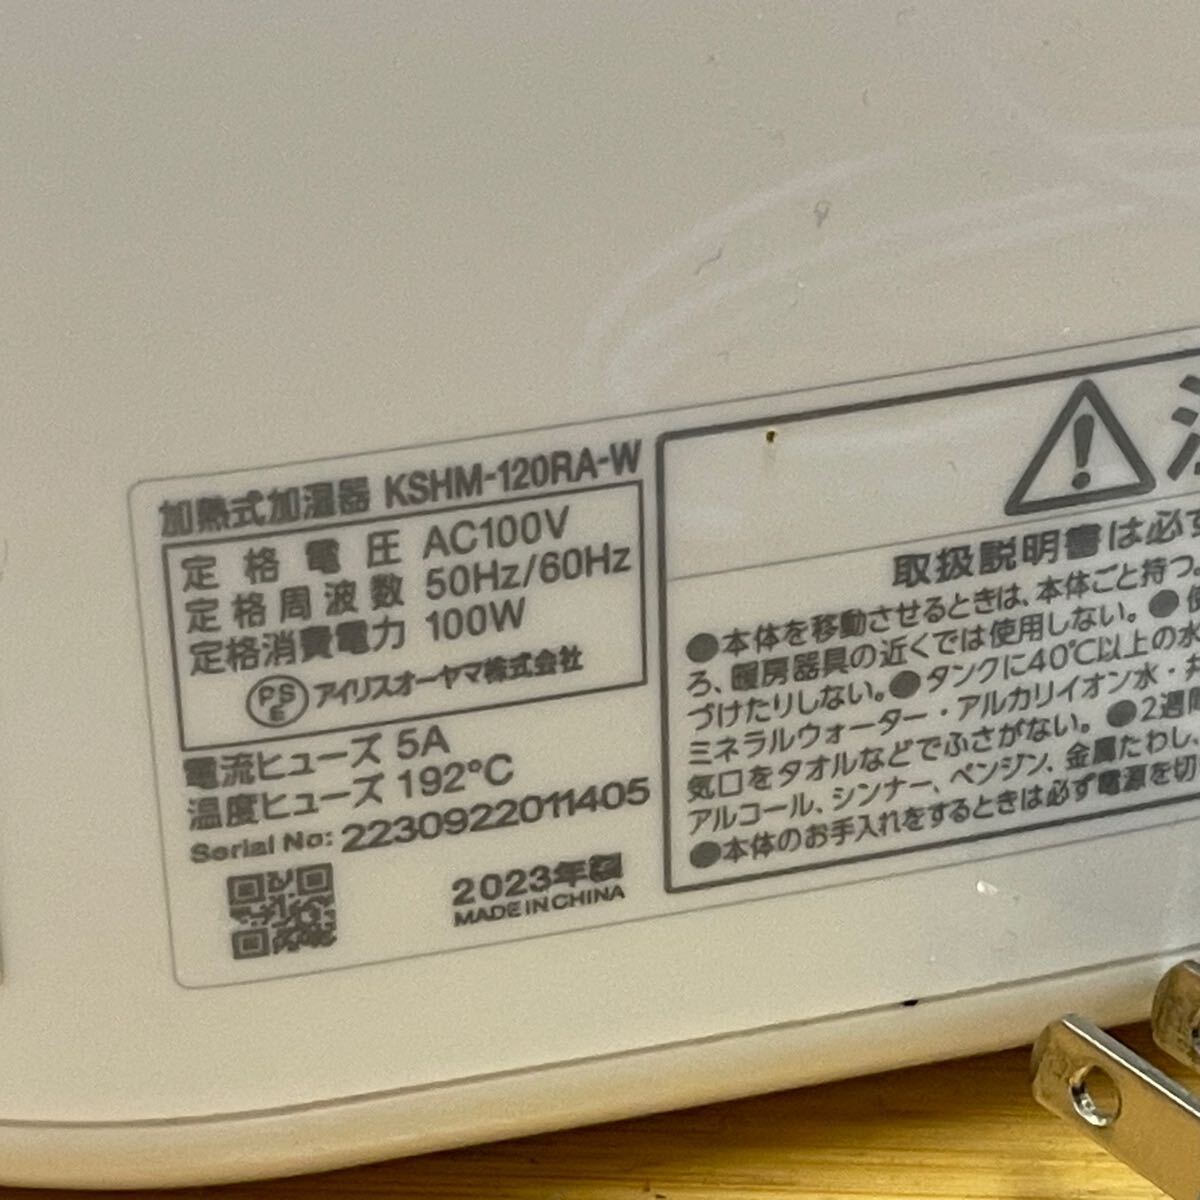 加熱式加湿器 KSHM-120RA-W
定格電圧 AC100V
定格周波数 50Hz/60Hz
定格消費電力 100W
PSE アイリスオーヤマ株式会社
電流ヒューズ 5A
温度ヒューズ 192℃
Serial No: 2230922011405
2023年製
MADE IN CHINA
取扱説明書は必ず
●本体を移動させるときは、本体ごと持つ。
ろ、暖房器具の近くでは使用しない。●使
づけたりしない。●タンクに40℃以上の水
ミネラルウォーター・アルカリイオン水・井
気口をタオルなどでふさがない。●2週間
アルコール、シンナー、ベンジン、金属たわし、
●本体のお手入れをするときは必ず電源を切